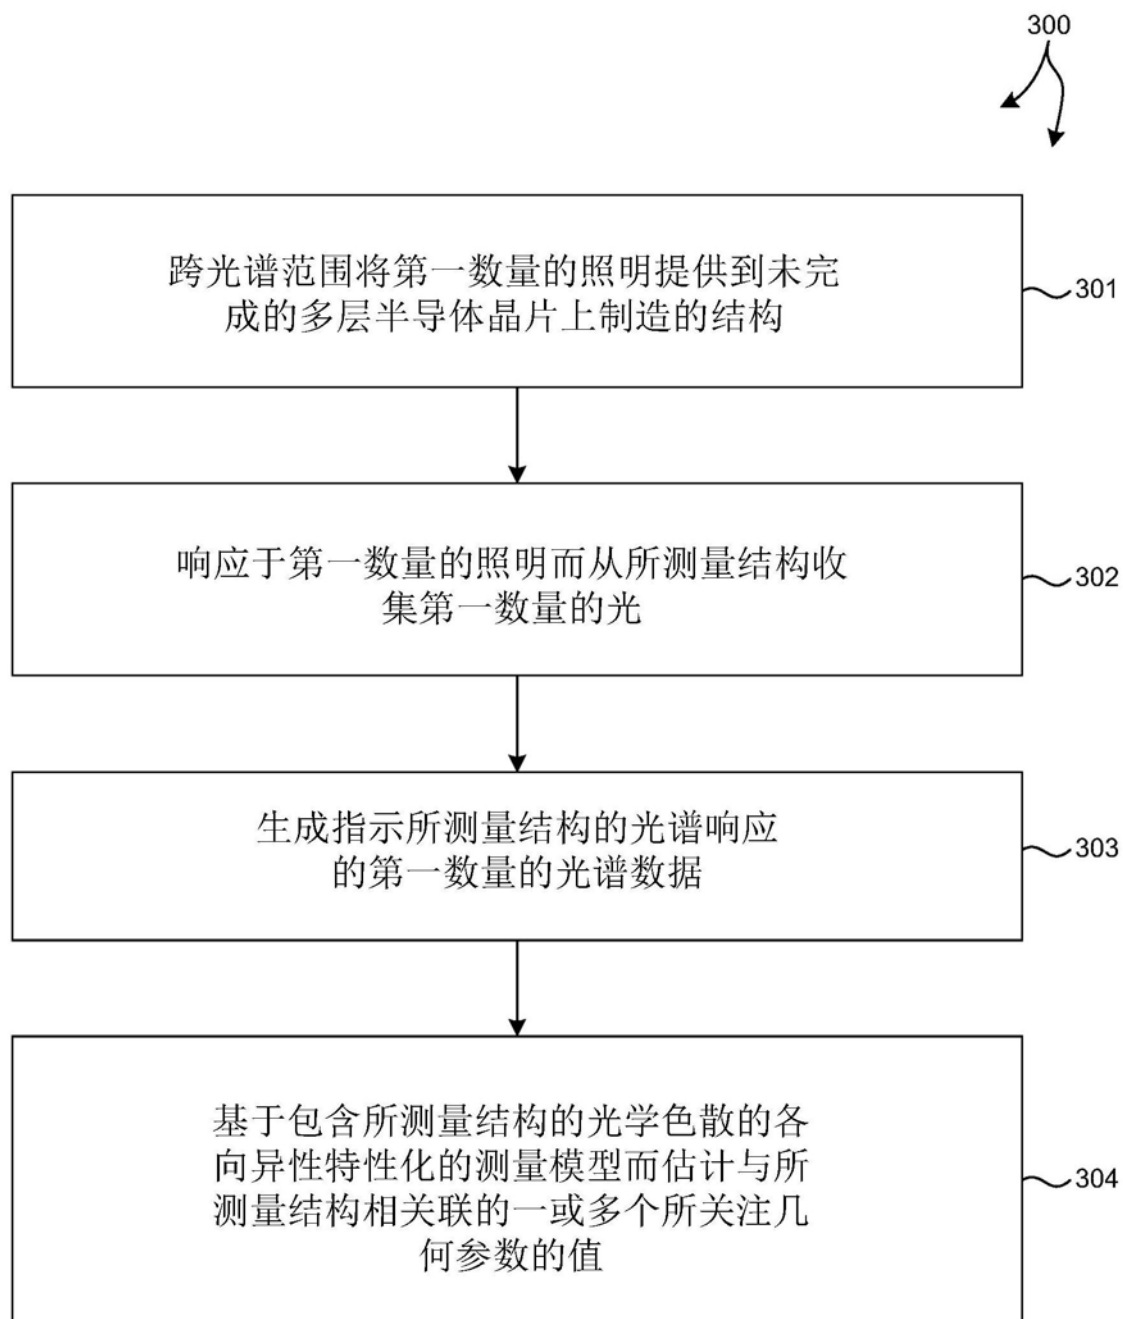 300
跨光谱范围将第一数量的照明提供到未完
成的多层半导体晶片上制造的结构
301
响应于第一数量的照明而从所测量结构收
集第一数量的光
302
生成指示所测量结构的光谱响应
的第一数量的光谱数据
303
基于包含所测量结构的光学色散的各
向异性特性化的测量模型而估计与所
测量结构相关联的一或多个所关注几
何参数的值
304